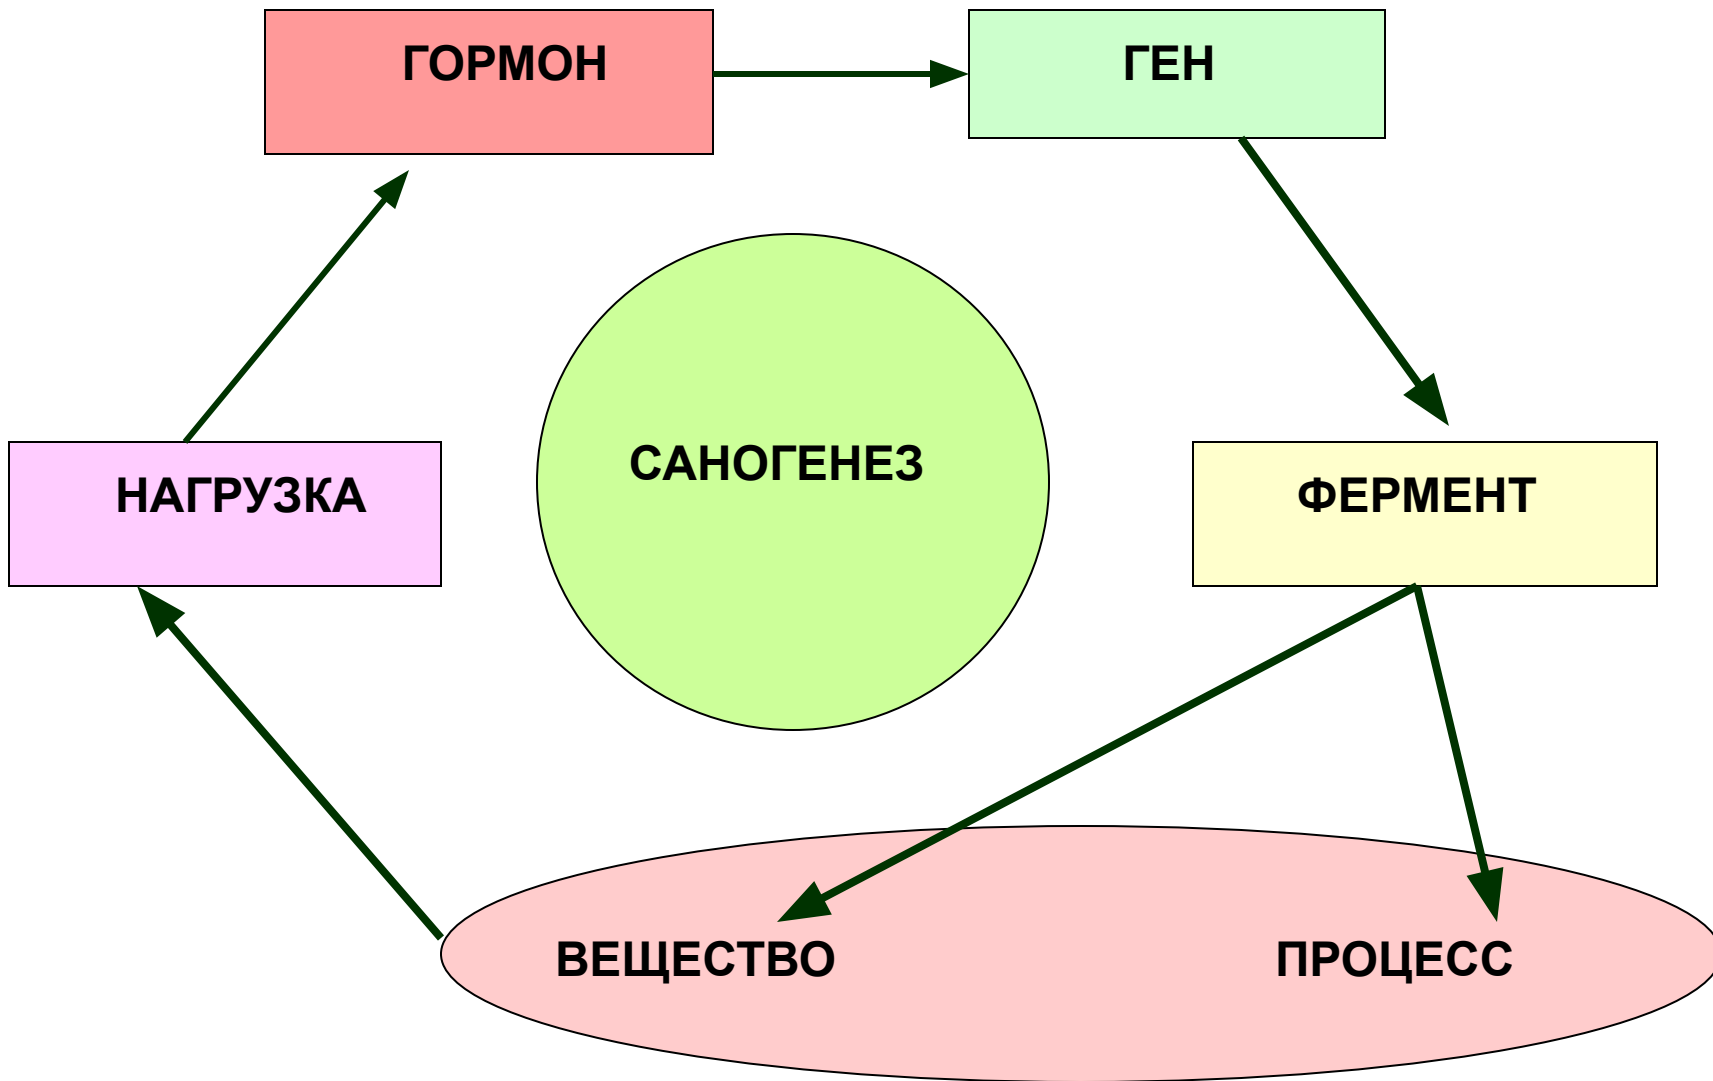 ГОРМОН
ГЕН
САНОГЕНЕЗ
НАГРУЗКА
ФЕРМЕНТ
ВЕЩЕСТВО
ПРОЦЕСС